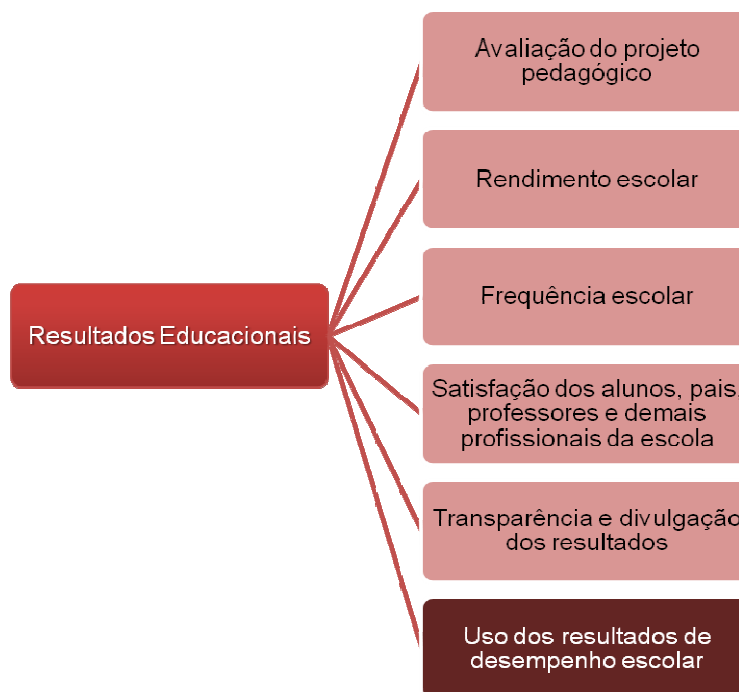 Avaliação do projeto
pedagógico
Rendimento escolar
Frequência escolar
Resultados Educacionais
Satisfação dos alunos, pais,
professores e demais
profissionais da escola
Transparência e divulgação
dos resultados
Uso dos resultados de
desempenho escolar